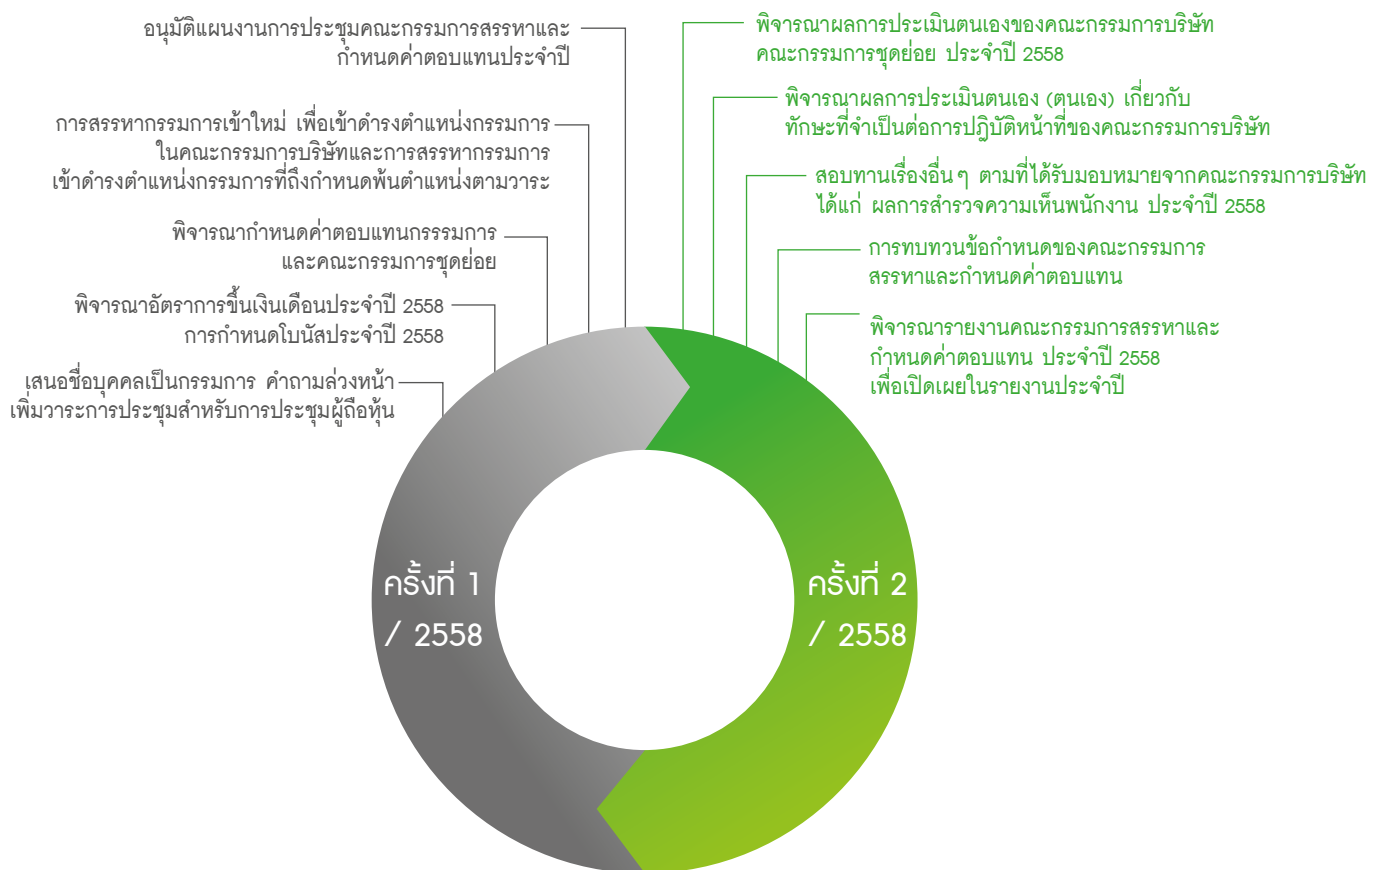 อนุมัติแผนงานการประชุมคณะกรรมการสรรหาและ
กำหนดค่าตอบแทนประจำปี
การสรรหากรรมการเข้าใหม่ เพื่อเข้าดำรงตำแหน่งกรรมการ
ในคณะกรรมการบริษัทและการสรรหากรรมการ
เข้าดำรงตำแหน่งกรรมการที่ถึงกำหนดพ้นตำแหน่งตามวาระ
พิจารณากำหนดค่าตอบแทนกรรรมการ
และคณะกรรมการชุดย่อย
พิจารณาอัตราการขึ้นเงินเดือนประจำปี 2558
การกำหนดโบนัสประจำปี 2558
เสนอชื่อบุคคลเป็นกรรมการ คำถามล่วงหน้า
เพิ่มวาระการประชุมสำหรับการประชุมผู้ถือหุ้น
พิจารณาผลการประเมินตนเองของคณะกรรมการบริษัท
คณะกรรมการชุดย่อย ประจำปี 2558
พิจารณาผลการประเมินตนเอง (ตนเอง) เกี่ยวกับ
ทักษะที่จำเป็นต่อการปฏิบัติหน้าที่ของคณะกรรมการบริษัท
สอบทานเรื่องอื่นๆ ตามที่ได้รับมอบหมายจากคณะกรรมการบริษัท
ได้แก่ ผลการสำรวจความเห็นพนักงาน ประจำปี 2558
การทบทวนข้อกำหนดของคณะกรรมการ
สรรหาและกำหนดค่าตอบแทน
พิจารณารายงานคณะกรรมการสรรหาและ
กำหนดค่าตอบแทน ประจำปี 2558
เพื่อเปิดเผยในรายงานประจำปี
ครั้งที่ 1
/ 2558
ครั้งที่ 2
/ 2558